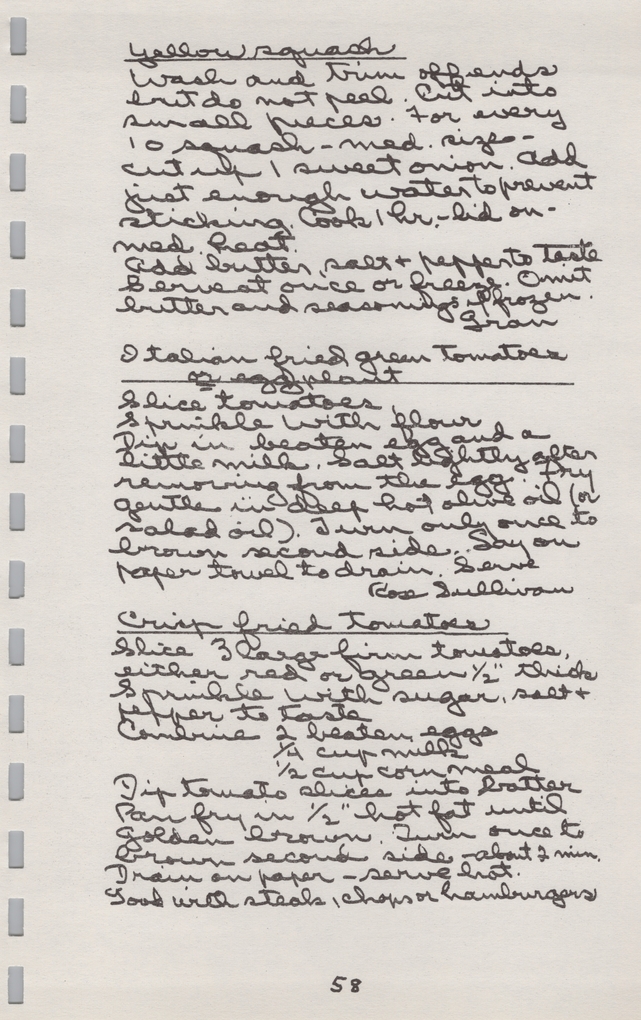 Yellow squash
Wash and trim off ends
but do not peel. Cut into
small pieces. For every
10 squash - med. size -
cut up 1 sweet onion. Add
just enough water to prevent
sticking. Cook 1 hr. - lid on -
med. heat.
Add butter, salt + pepper to taste
Serve at once or freeze. Omit
butter and seasonings if frozen.
Gran
Italian fried green tomatoes
or egg plant
Slice tomatoes
Sprinkle with flour
Dip in beaten egg and a
little milk. Salt lightly after
removing from the egg. Fry
gentle in deep hot olive oil (or
salad oil). Turn only once to
brown second side. Say on
paper towel to drain. Serve
Rose Sullivan
Crisp fried tomatoes
Slice 3 large firm tomatoes,
either red or green 1/2" thick
Sprinkle with sugar, salt +
pepper to taste
Combine 2 beaten eggs
1/4 cup milk
1/2 cup corn meal
Dip tomato slices into batter
Pan fry in 1/2" hot fat until
golden brown. Turn once to
brown second side - about 2 min.
Drain on paper - serve hot.
Good with steaks, chops or hamburgers
58